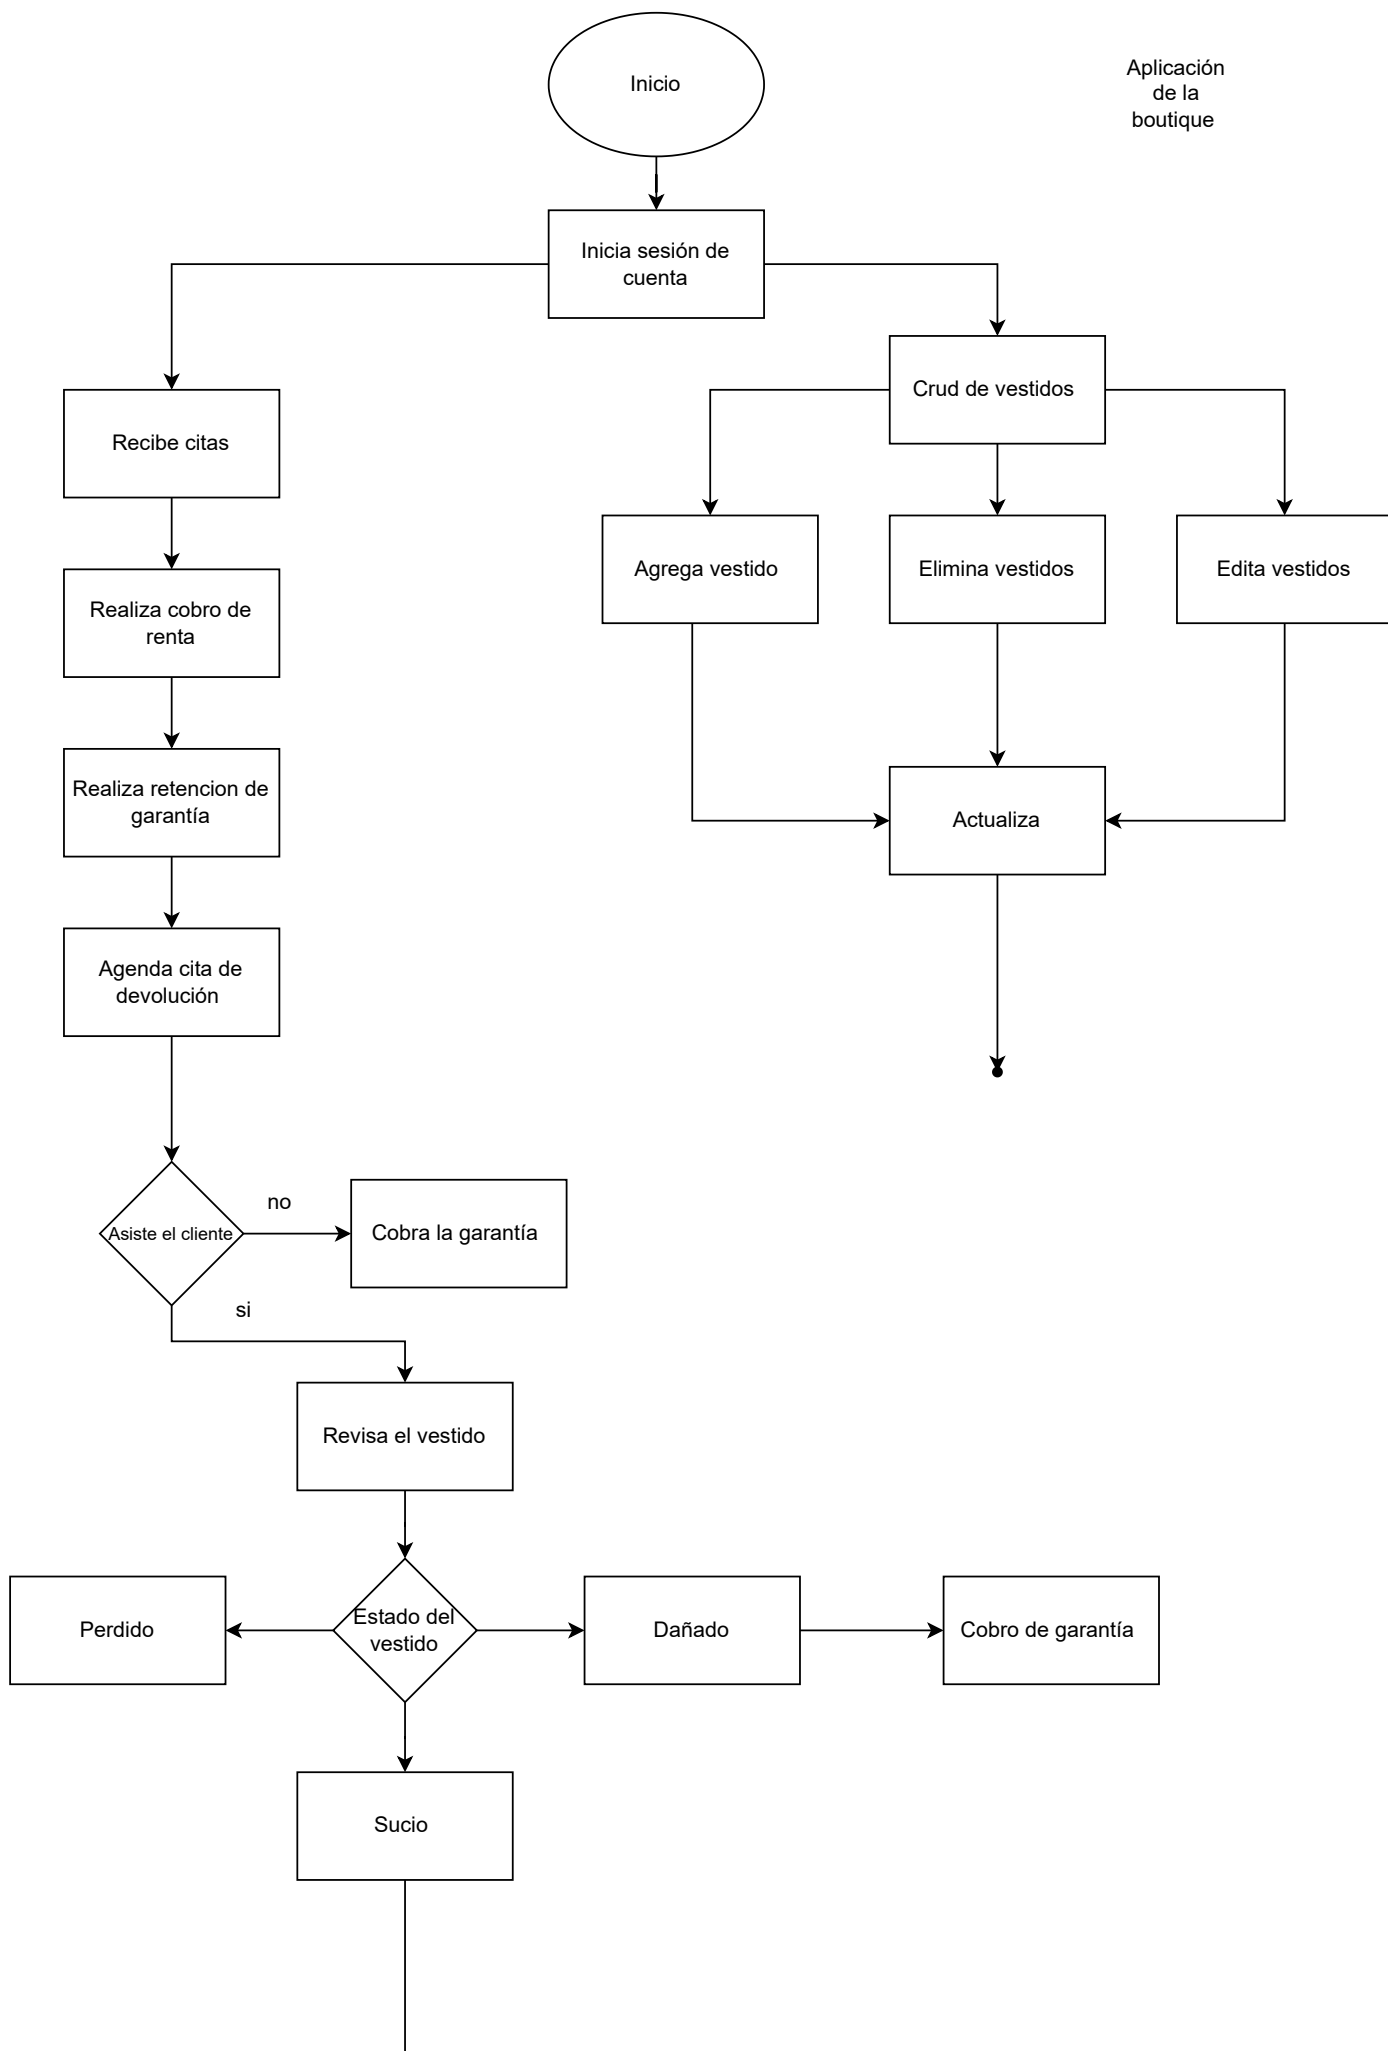 Inicio
Aplicación
de la
boutique
Inicia sesión de
cuenta
Crud de vestidos
Recibe citas
Agrega vestido
Elimina vestidos
Edita vestidos
Realiza cobro de
renta
Realiza retencion de
garantía
Actualiza
Agenda cita de
devolución
no
Asiste el cliente
Cobra la garantía
si
Revisa el vestido
Perdido
Estado del
vestido
Dañado
Cobro de garantía
Sucio